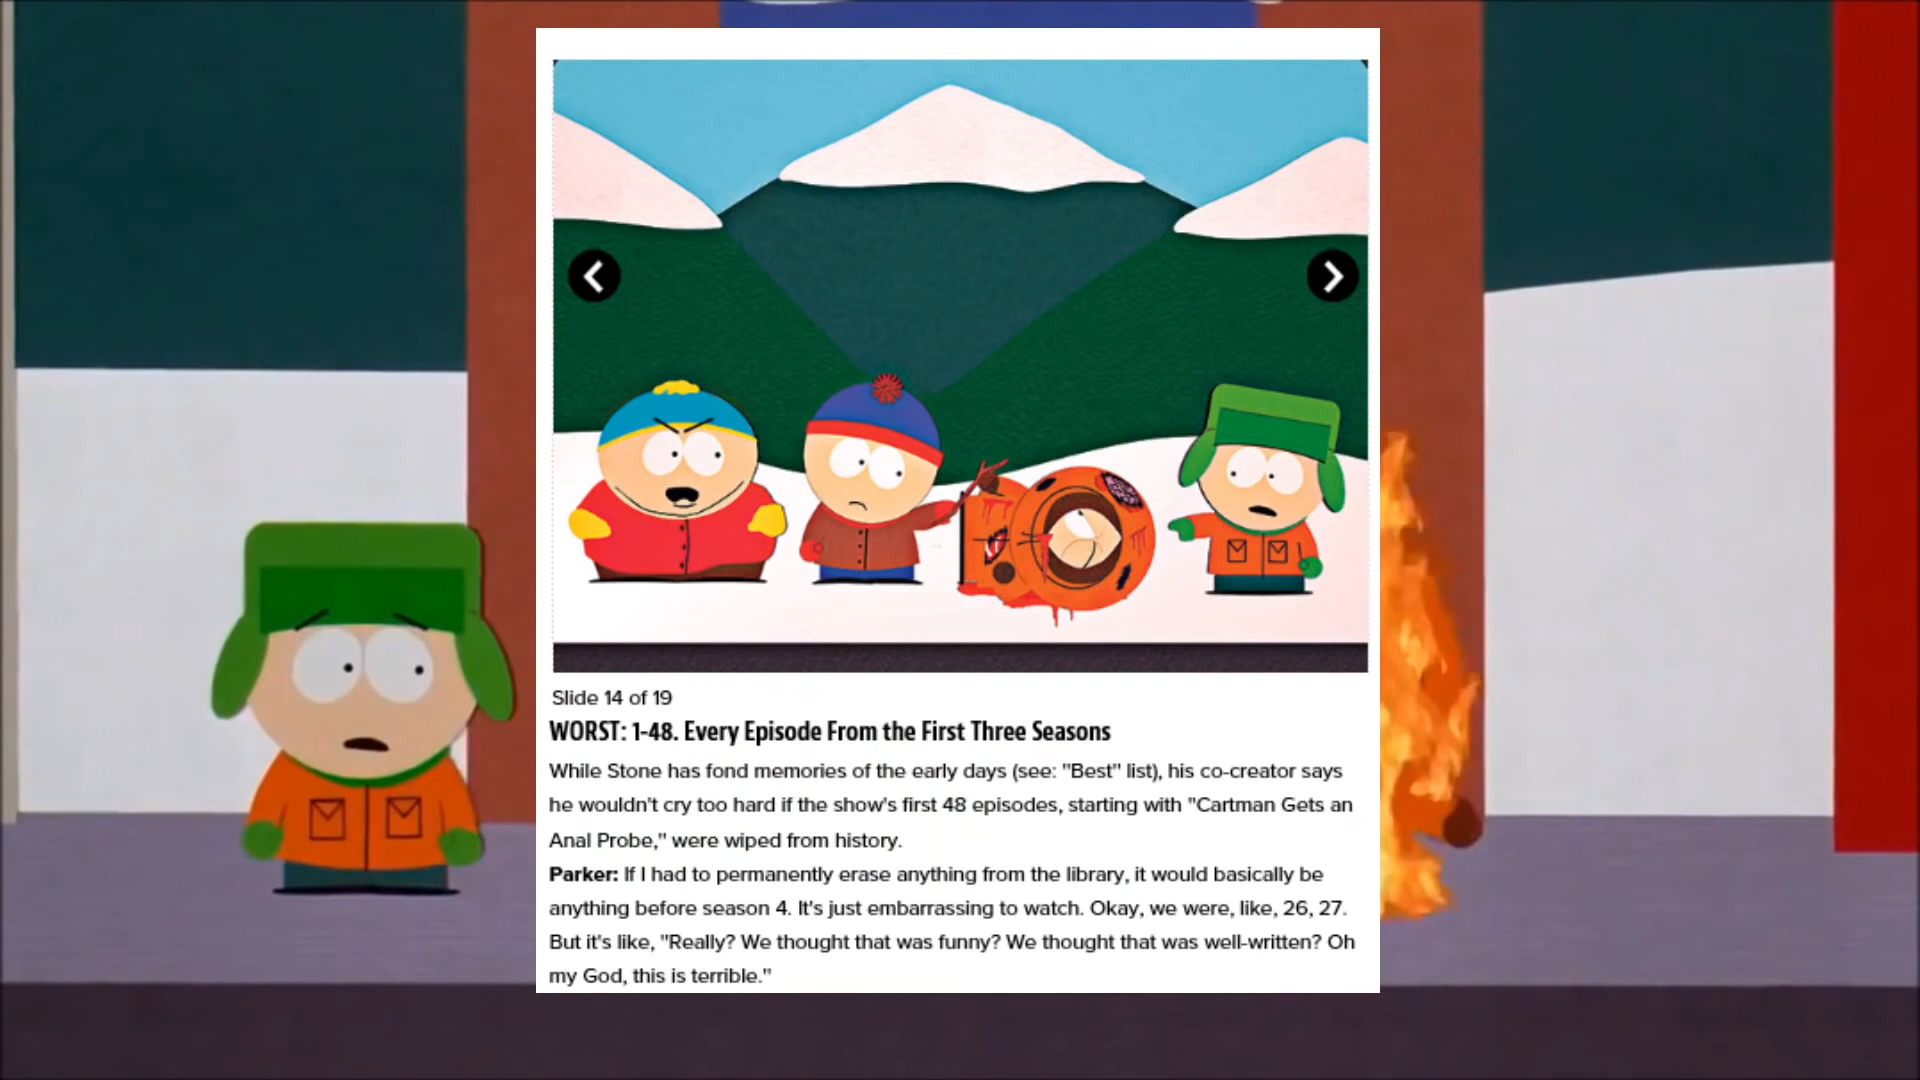 Slide 14 of 19
WORST: 1-48. Every Episode From the First Three Seasons
While Stone has fond memories of the early days (see: "Best" list), his co-creator says
he wouldn't cry too hard if the show's first 48 episodes, starting with "Cartman Gets an
Anal Probe," were wiped from history.
Parker: If I had to permanently erase anything from the library, it would basically be
anything before season 4. It's just embarrassing to watch. Okay, we were, like, 26, 27.
But it's like, "Really? We thought that was funny? We thought that was well-written? Oh
my God, this is terrible."